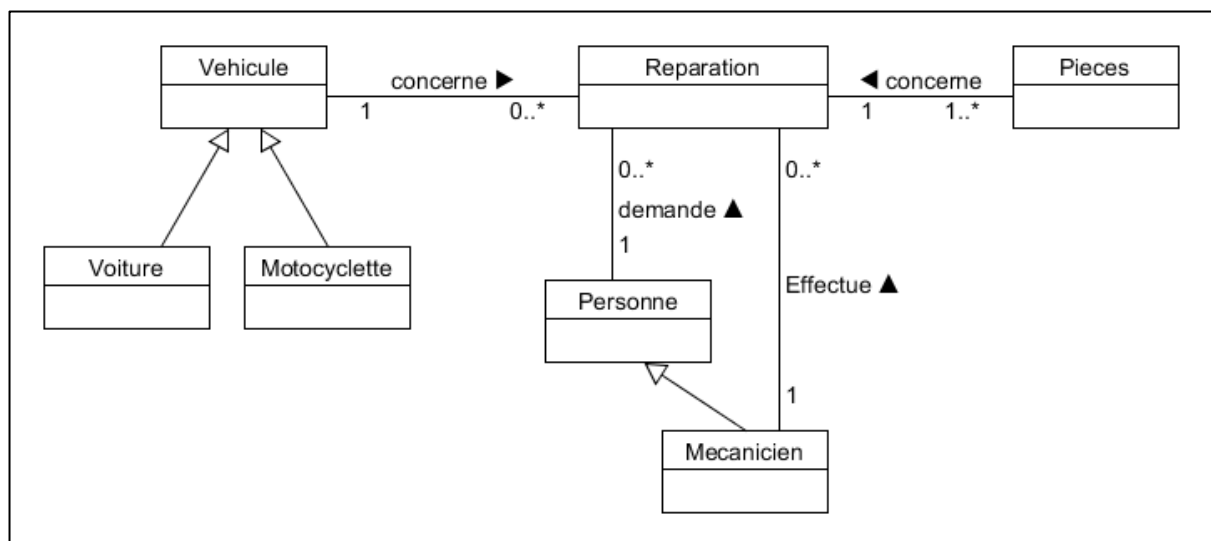 Vehicule
Reparation
Pieces
concerne ▶
◀ concerne
1
0..*
1
1..*
0..*
0..*
demande ▲
1
Voiture
Motocyclette
Effectue ▲
Personne
1
Mecanicien